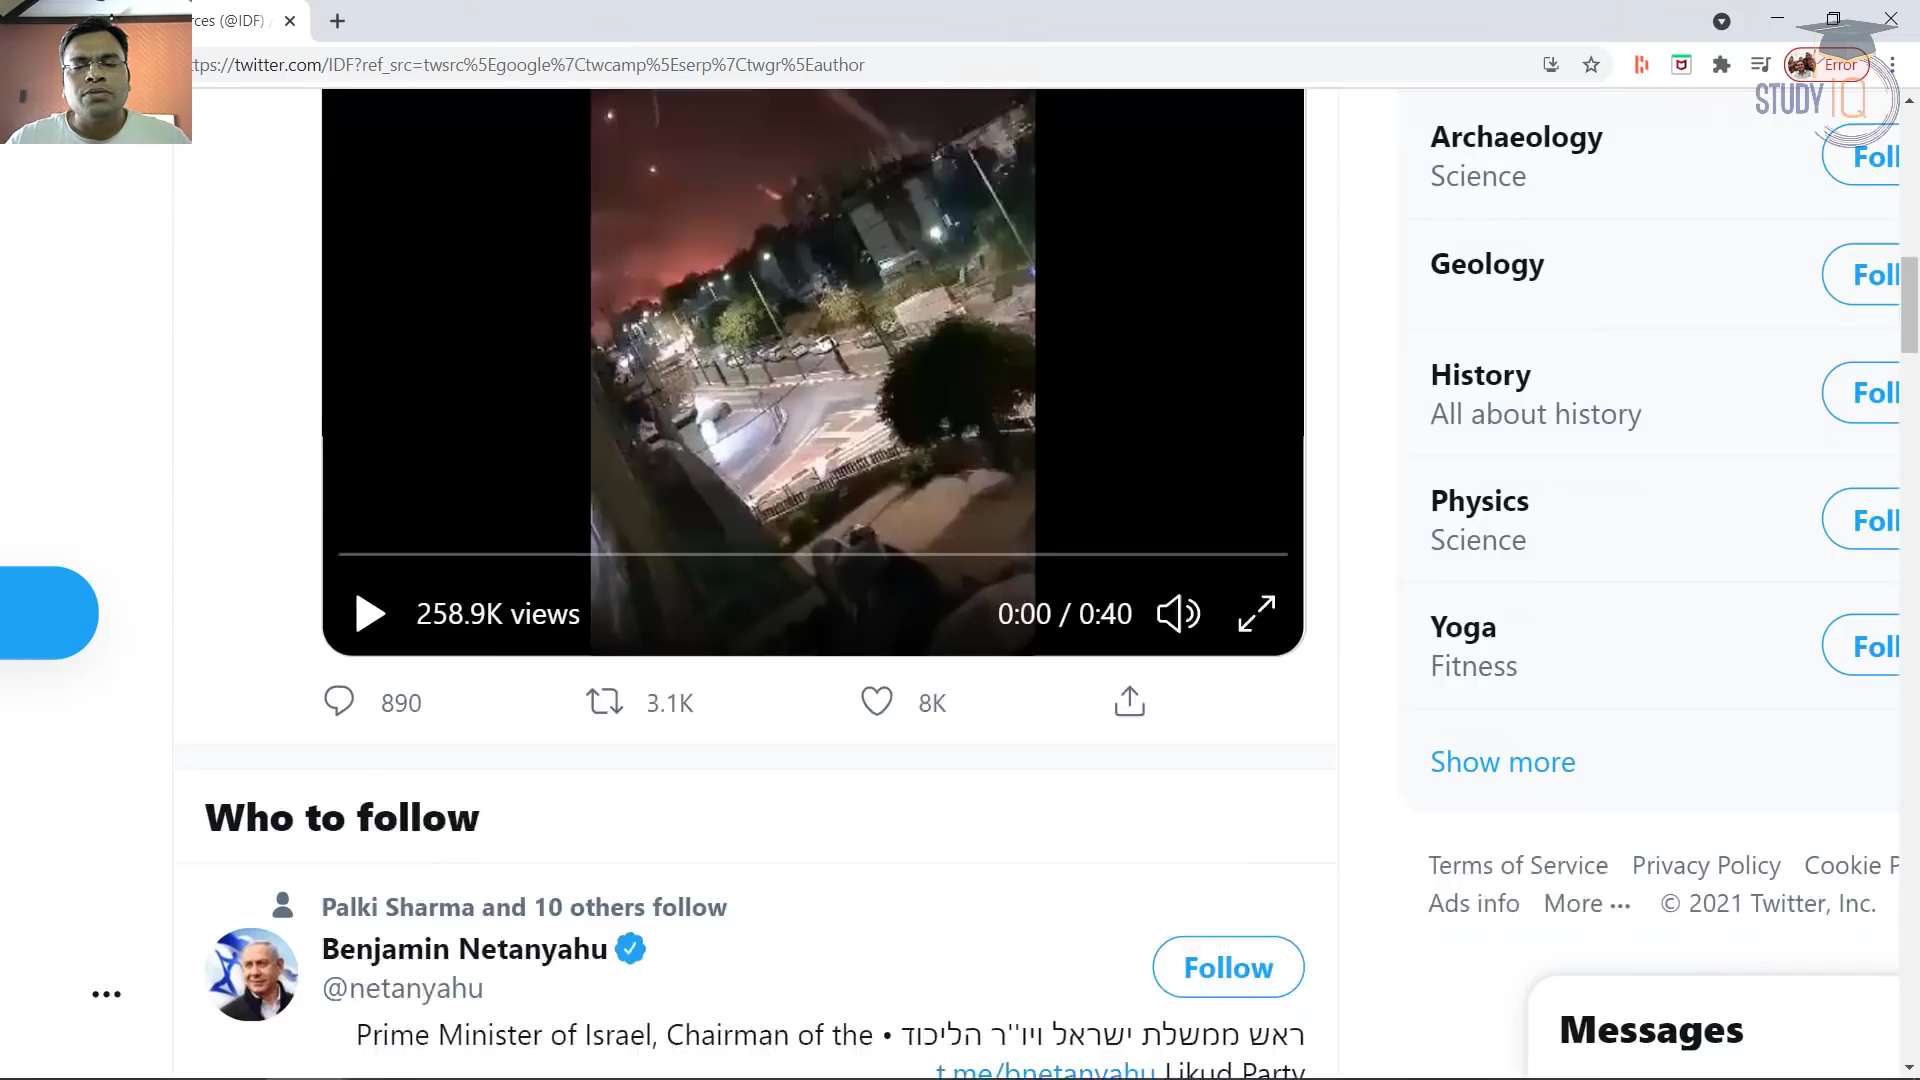 rces (@IDF) /
ttps://twitter.com/IDF?ref_src=twsrc%5Egoogle%7Ctwcamp%5Eserp%7Ctwgr%5Eauthor
Error
STUDY IQ
258.9K views
0:00 / 0:40
890
3.1K
8K
Who to follow
Palki Sharma and 10 others follow
Benjamin Netanyahu
@netanyahu
Follow
Prime Minister of Israel, Chairman of the • ראש ממשלת ישראל ויו''ר הליכוד
t.me/bnetanyahu Likud Party
Archaeology
Science
Foll
Geology
Foll
History
All about history
Foll
Physics
Science
Foll
Yoga
Fitness
Foll
Show more
Terms of Service Privacy Policy Cookie P
Ads info More ••• © 2021 Twitter, Inc.
Messages